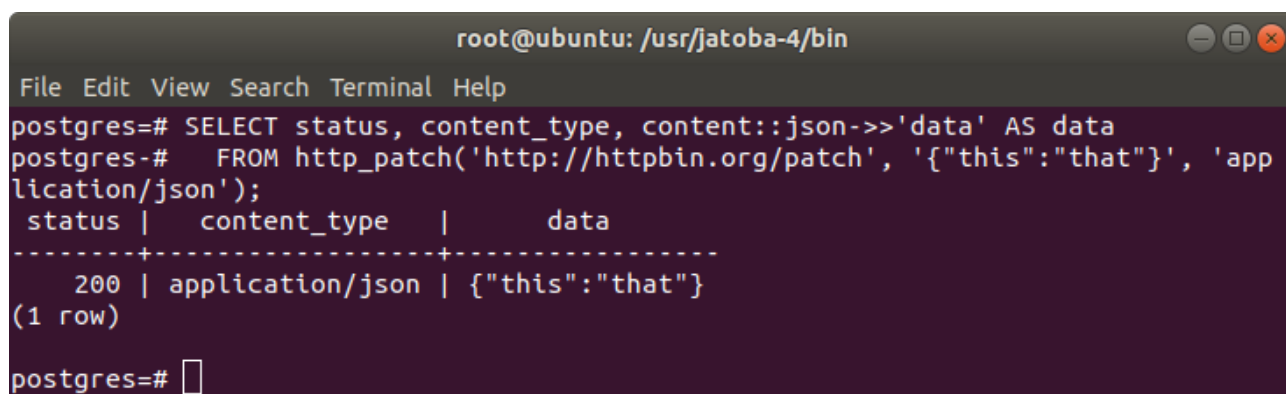 root@ubuntu: /usr/jatoba-4/bin
File Edit View Search Terminal Help
postgres=# SELECT status, content_type, content::json->>'data' AS data
postgres-#   FROM http_patch('http://httpbin.org/patch', '{"this":"that"}', 'app
lication/json');
 status |   content_type   |      data
--------+------------------+-----------------
    200 | application/json | {"this":"that"}
(1 row)
postgres=#